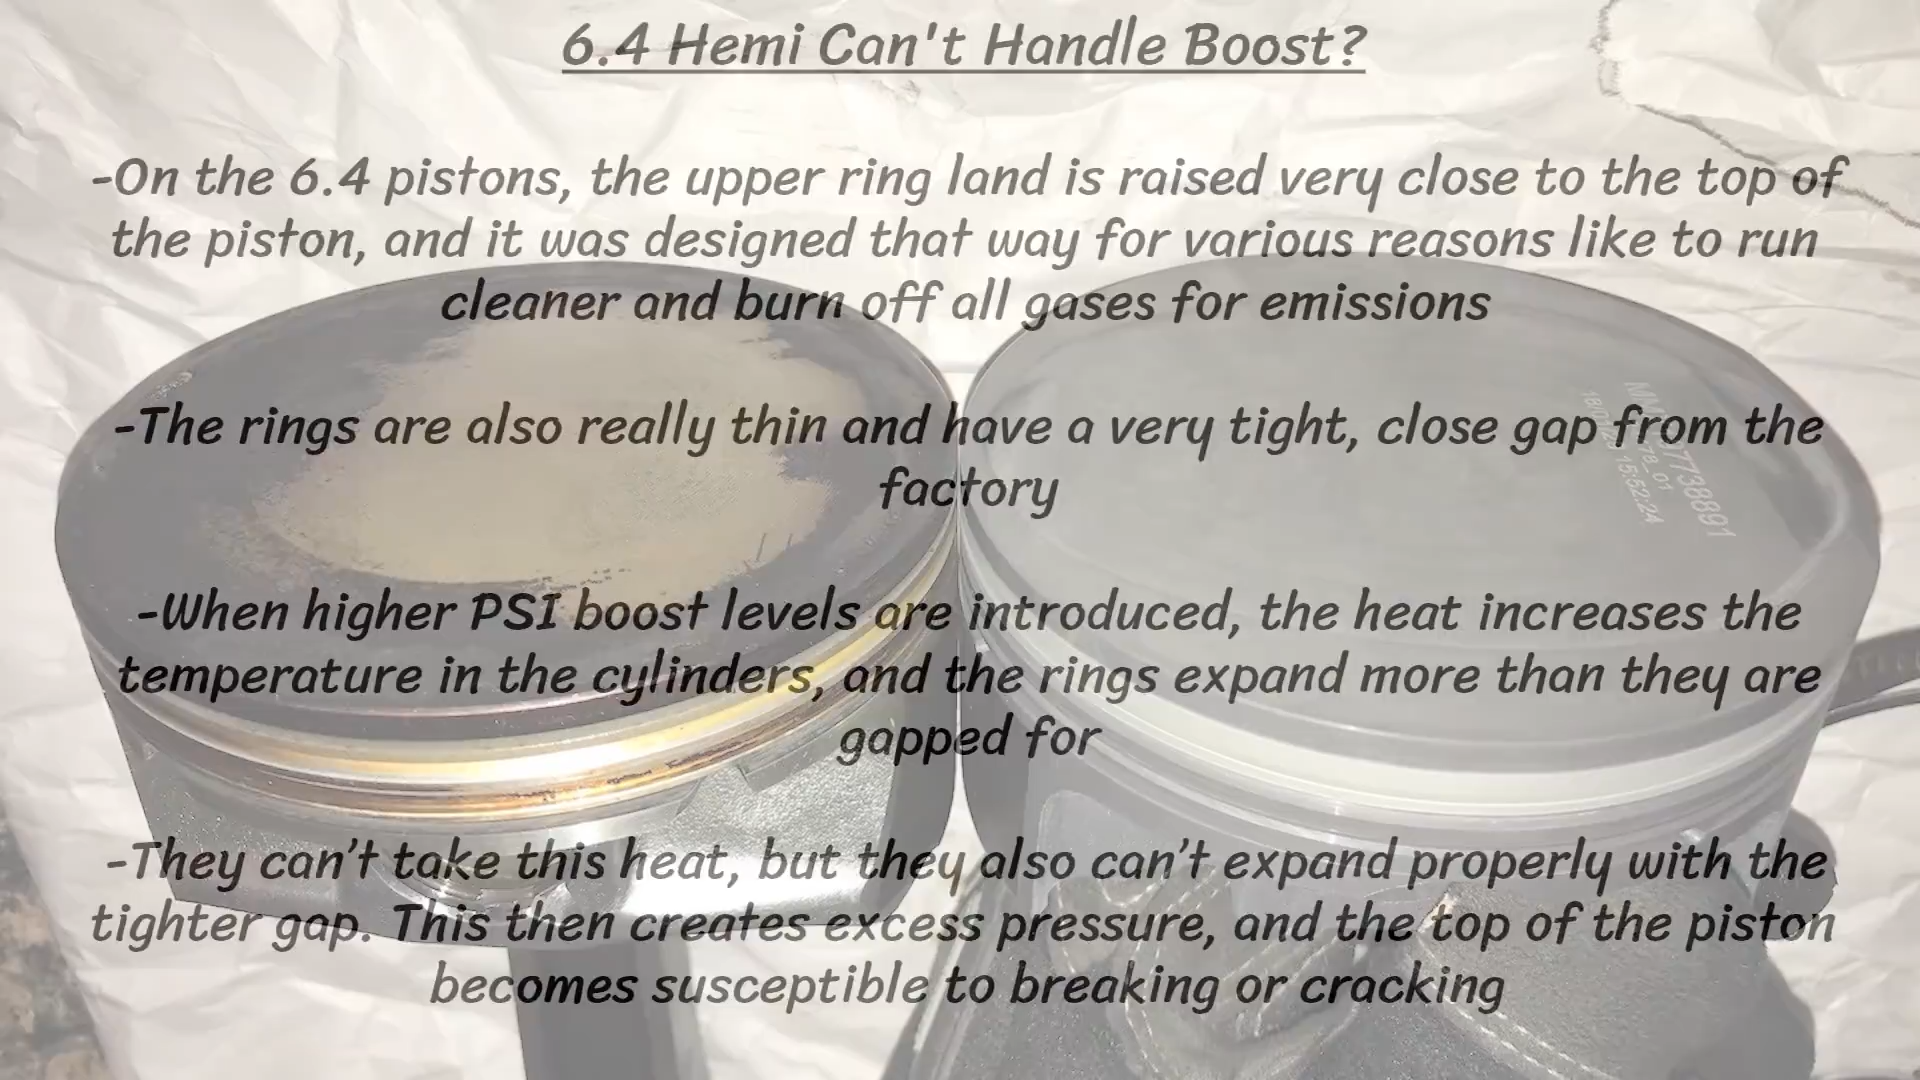 6.4 Hemi Can't Handle Boost?
-On the 6.4 pistons, the upper ring land is raised very close to the top of
the piston, and it was designed that way for various reasons like to run
cleaner and burn off all gases for emissions
-The rings are also really thin and have a very tight, close gap from the
factory
-When higher PSI boost levels are introduced, the heat increases the
temperature in the cylinders, and the rings expand more than they are
gapped for
-They can’t take this heat, but they also can’t expand properly with the
tighter gap. This then creates excess pressure, and the top of the piston
becomes susceptible to breaking or cracking
15:52:24